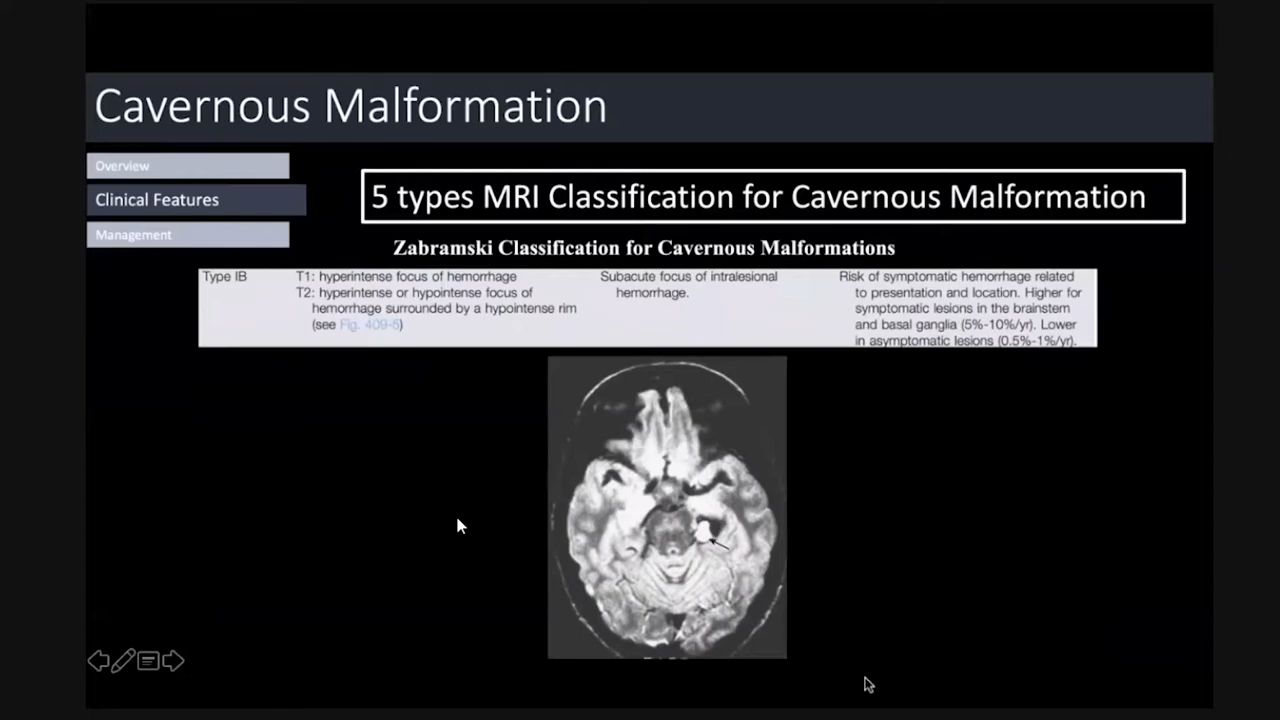 Cavernous Malformation
Overview
Clinical Features
Management
5 types MRI Classification for Cavernous Malformation
Zabramski Classification for Cavernous Malformations
Type IB
T1: hyperintense focus of hemorrhage
T2: hyperintense or hypointense focus of
hemorrhage surrounded by a hypointense rim
(see Fig. 409-5)
Subacute focus of intralesional
hemorrhage.
Risk of symptomatic hemorrhage related
to presentation and location. Higher for
symptomatic lesions in the brainstem
and basal ganglia (5%-10%/yr). Lower
in asymptomatic lesions (0.5%-1%/yr).